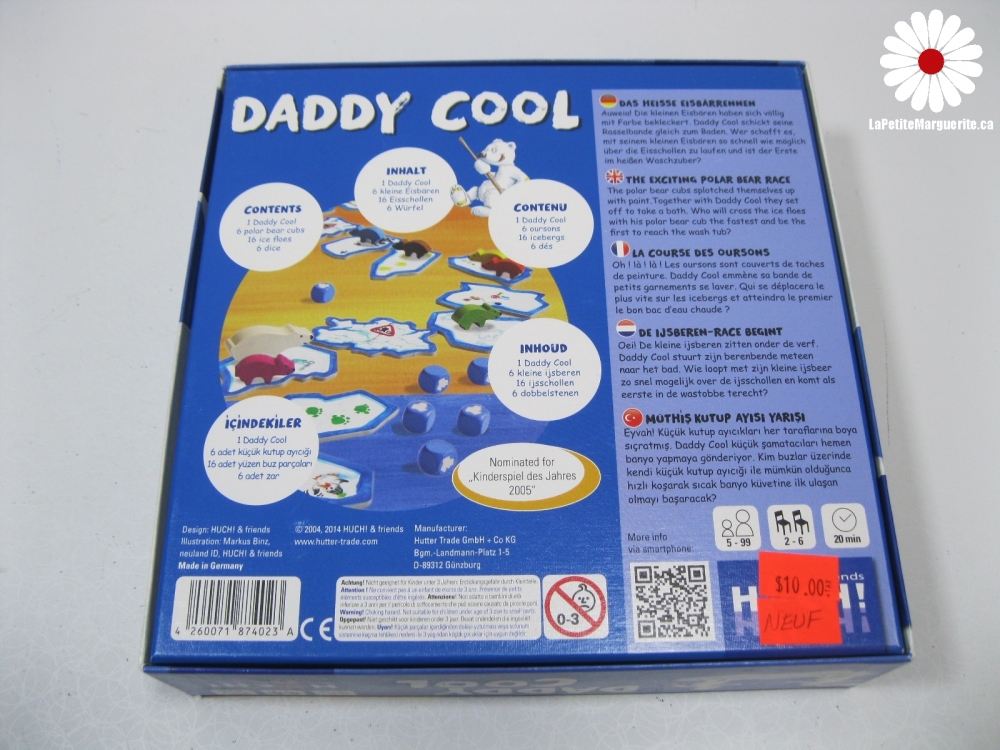 LaPetiteMarguerite.ca
DADDY COOL
INHALT
1 Daddy Cool
6 kleine Eisbären
16 Eisschollen
6 Würfel
CONTENTS
1 Daddy Cool
6 polar bear cubs
16 ice floes
6 dice
CONTENU
1 Daddy Cool
6 oursons
16 icebergs
6 dés
INHOUD
1 Daddy Cool
6 kleine ijsberen
16 ijsschollen
6 dobbelstenen
İÇİNDEKİLER
1 Daddy Cool
6 adet küçük kutup ayıcığı
16 adet yüzen buz parçaları
6 adet zar
Nominated for
„Kinderspiel des Jahres
2005“
DAS HEISSE EISBÄRRENNEN
Auweia! Die kleinen Eisbären haben sich völlig
mit Farbe bekleckert. Daddy Cool schickt seine
Rasselbande gleich zum Baden. Wer schafft es,
mit seinem kleinen Eisbären so schnell wie möglich
über die Eisschollen zu laufen und ist der Erste
im heißen Waschzuber?
THE EXCITING POLAR BEAR RACE
The polar bear cubs splotched themselves up
with paint. Together with Daddy Cool they set
off to take a bath. Who will cross the ice floes
with his polar bear cub the fastest and be the
first to reach the wash tub?
LA COURSE DES OURSONS
Oh ! là ! là ! Les oursons sont couverts de taches
de peinture. Daddy Cool emmène sa bande de
petits garnements se laver. Qui se déplacera le
plus vite sur les icebergs et atteindra le premier
le bon bac d'eau chaude ?
DE IJSBEREN-RACE BEGINT
Oei! De kleine ijsberen zitten onder de verf.
Daddy Cool stuurt zijn berenbende meteen
naar het bad. Wie loopt met zijn kleine ijsbeer
zo snel mogelijk over de ijsschollen en komt als
eerste in de wastobbe terecht?
MÜTHİŞ KUTUP AYISI YARIŞI
Eyvah! Küçük kutup ayıcıkları her taraflarına boya
sıçratmış. Daddy Cool küçük şamatacıları hemen
banyo yapmaya gönderiyor. Kim buzlar üzerinde
kendi küçük kutup ayıcığı ile mümkün olduğunca
hızlı koşarak sıcak banyo küvetine ilk ulaşan
olmayı başaracak?
More info
via smartphone:
5 - 99
2 - 6
20 min
Design: HUCH! & friends
Illustration: Markus Binz,
neuland ID, HUCH! & friends
Made in Germany
© 2004, 2014 HUCH! & friends
www.hutter-trade.com
Manufacturer:
Hutter Trade GmbH + Co KG
Bgm.-Landmann-Platz 1-5
D-89312 Günzburg
4 260071 874023 A
CE
0-3
$10.00
NEUF
DADDY
COOL